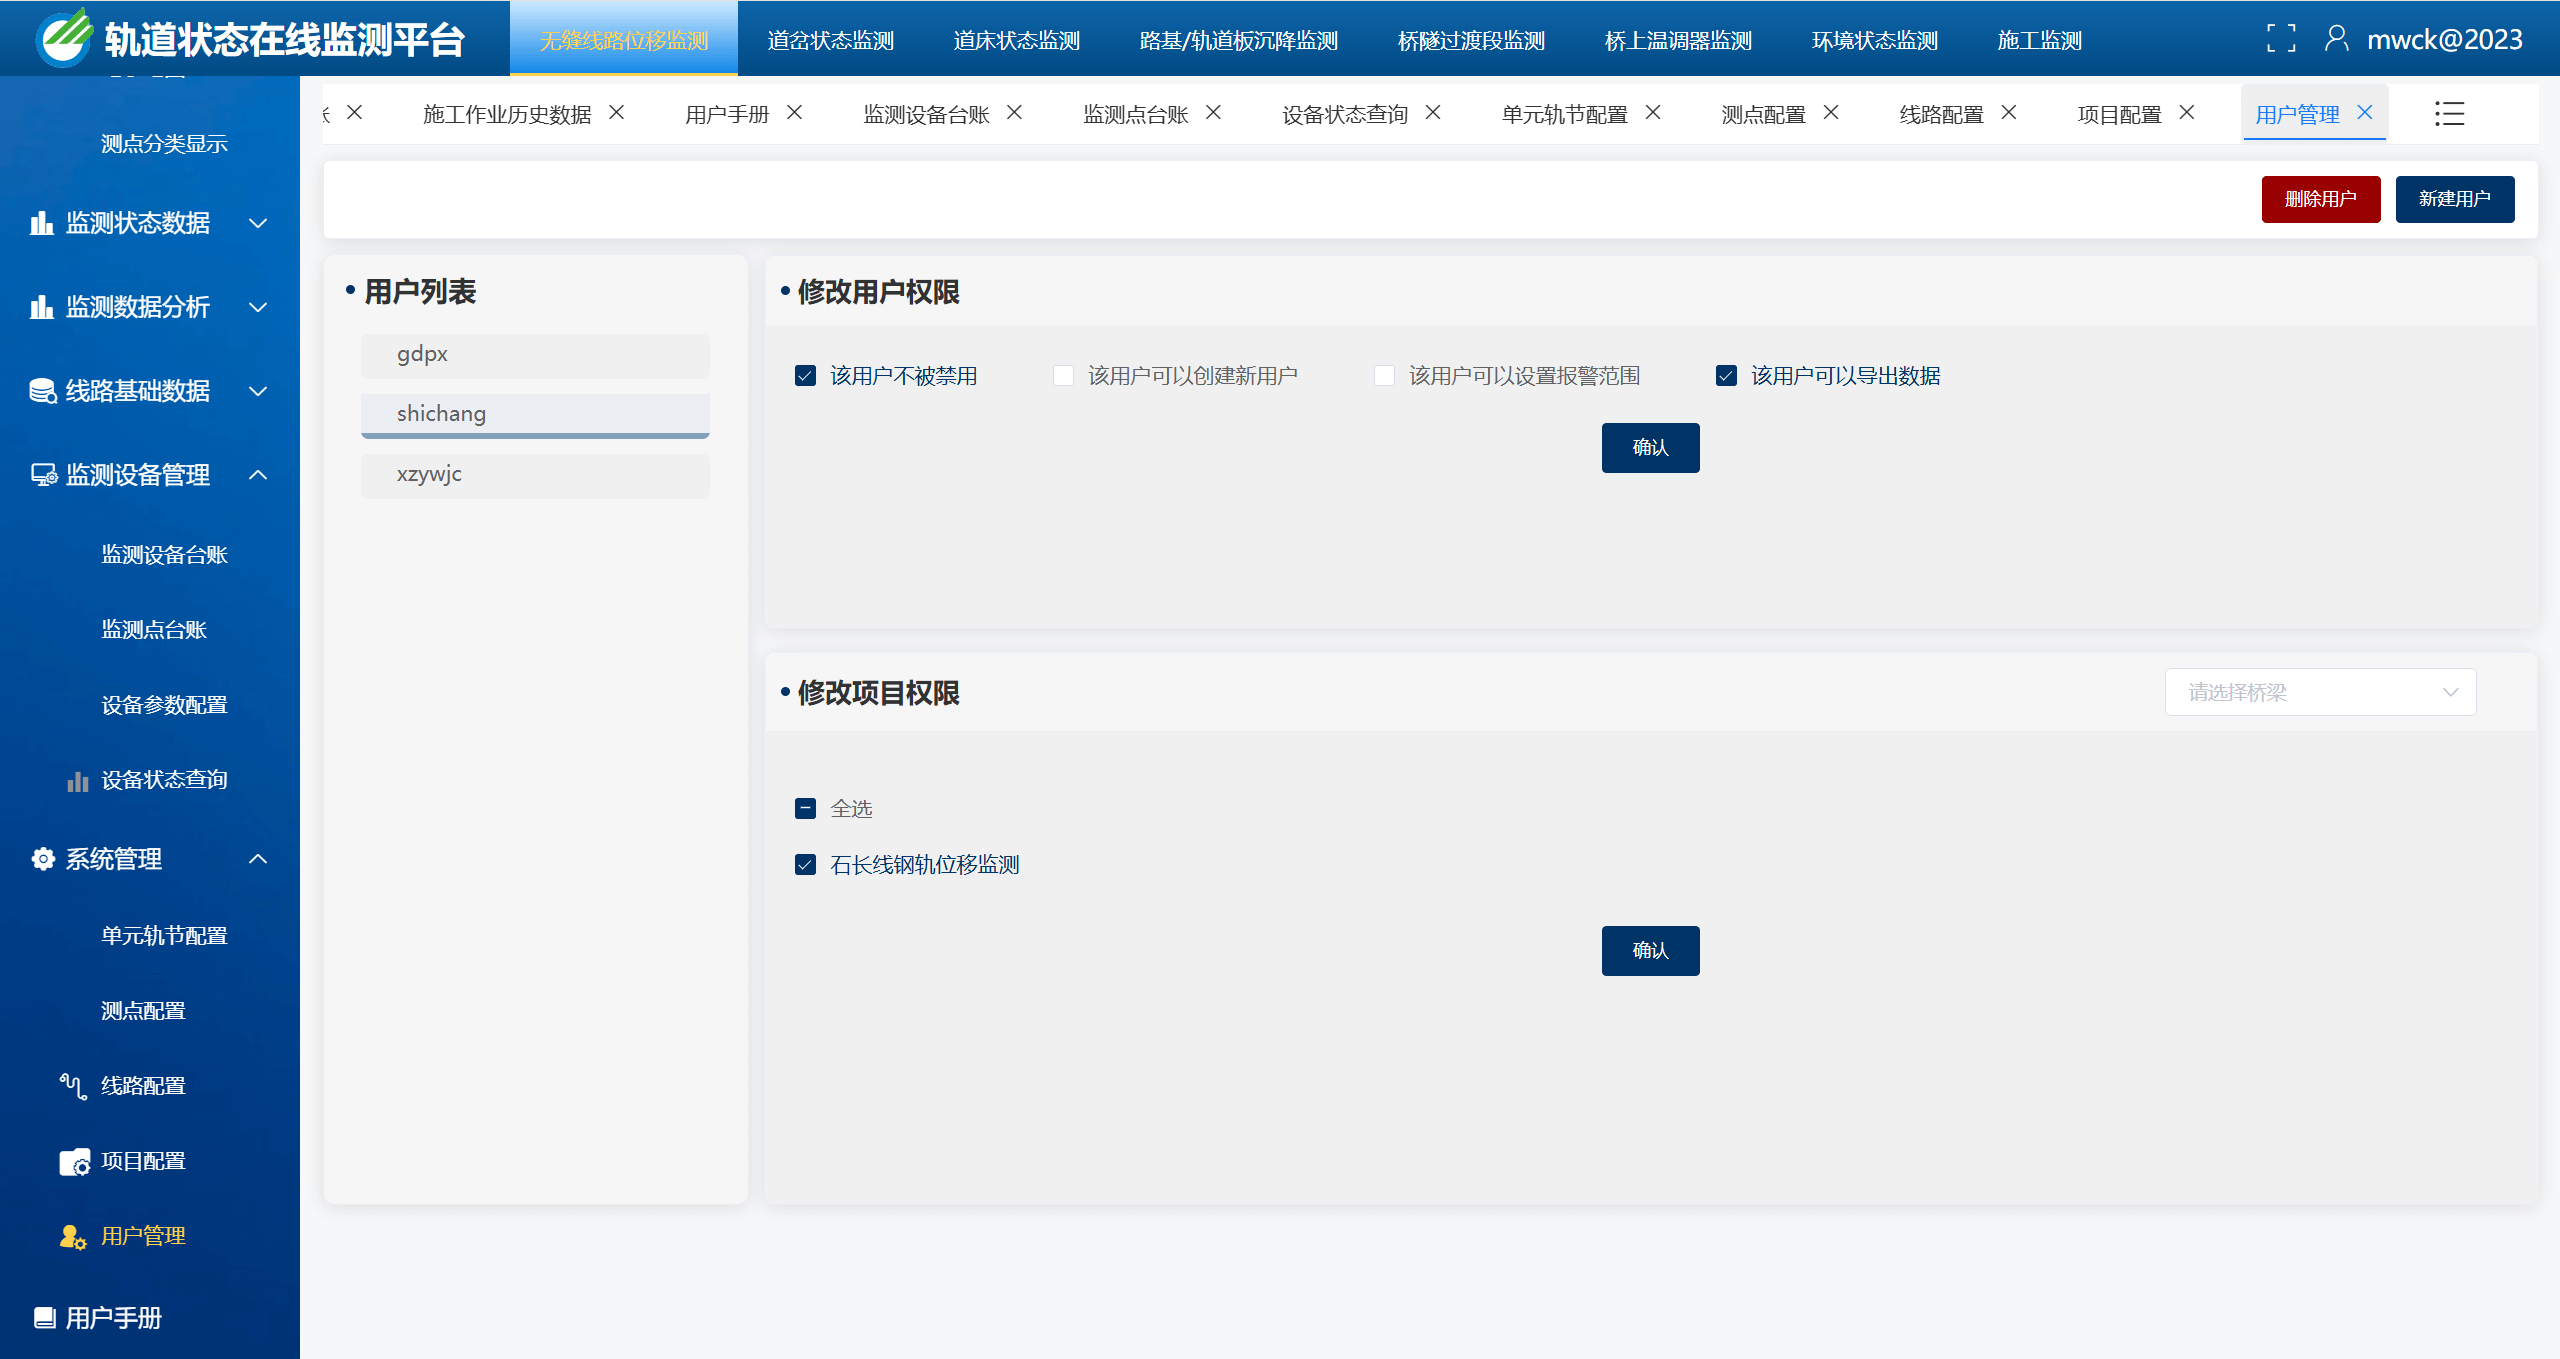 轨道状态在线监测平台
无缝线路位移监测
道岔状态监测
道床状态监测
路基/轨道板沉降监测
桥隧过渡段监测
桥上温调器监测
环境状态监测
施工监测
mwck@2023
测点分类显示
监测状态数据
监测数据分析
线路基础数据
监测设备管理
监测设备台账
监测点台账
设备参数配置
设备状态查询
系统管理
单元轨节配置
测点配置
线路配置
项目配置
用户管理
用户手册
施工作业历史数据
用户手册
监测设备台账
监测点台账
设备状态查询
单元轨节配置
测点配置
线路配置
项目配置
用户管理
删除用户
新建用户
用户列表
gdpx
shichang
xzywjc
修改用户权限
该用户不被禁用
该用户可以创建新用户
该用户可以设置报警范围
该用户可以导出数据
确认
修改项目权限
请选择桥梁
全选
石长线钢轨位移监测
确认